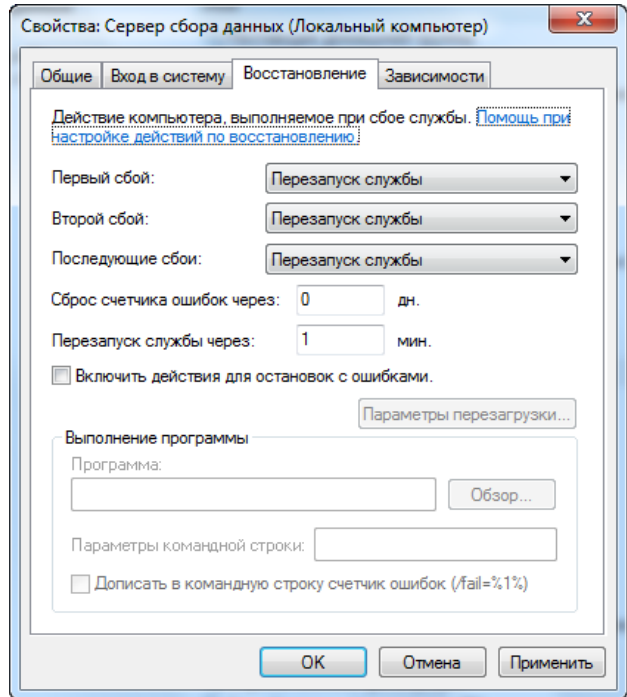 Свойства: Сервер сбора данных (Локальный компьютер)
Общие Вход в систему Восстановление Зависимости
Действие компьютера, выполняемое при сбое службы. Помощь при
настройке действий по восстановлению.
Первый сбой: Перезапуск службы
Второй сбой: Перезапуск службы
Последующие сбои: Перезапуск службы
Сброс счетчика ошибок через: 0 дн.
Перезапуск службы через: 1 мин.
Включить действия для остановок с ошибками.
Параметры перезагрузки...
Выполнение программы
Программа:
Обзор...
Параметры командной строки:
Дописать в командную строку счетчик ошибок (/fail=%1%)
OK Отмена Применить